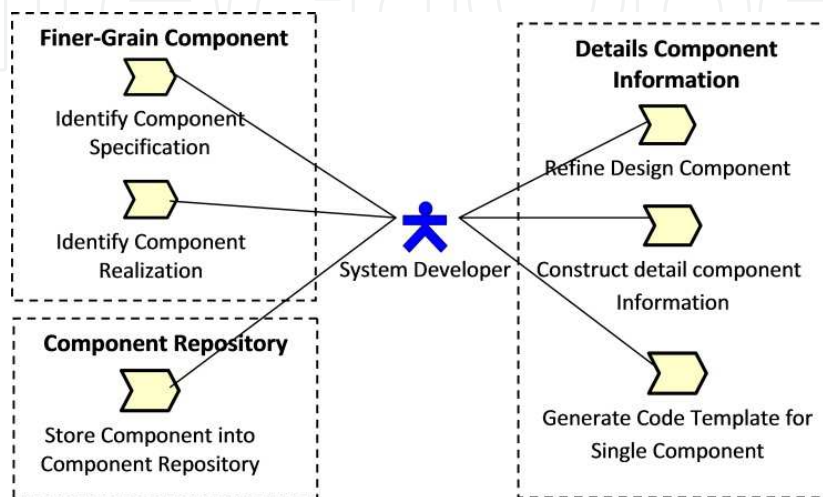 Finer-Grain Component
Identify Component
Specification
Identify Component
Realization
Component Repository
Store Component into
Component Repository
System Developer
Details Component
Information
Refine Design Component
Construct detail component
Information
Generate Code Template for
Single Component